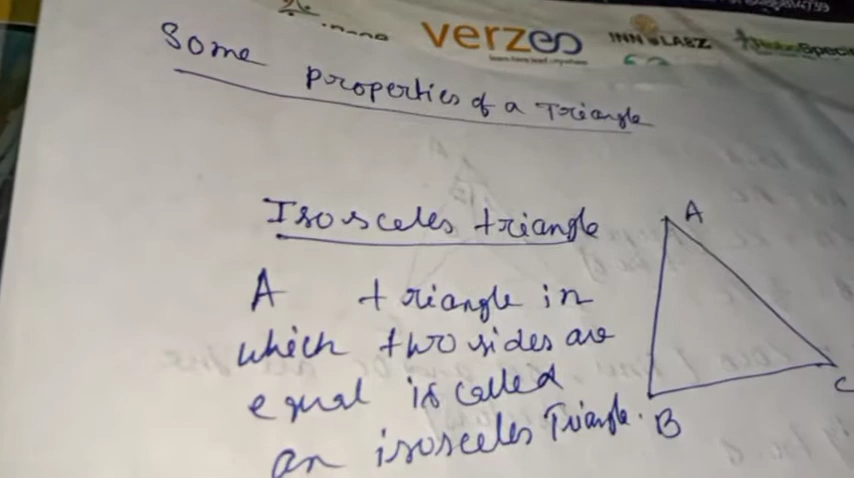 verzeo
INNOLABZ
Some properties of a Triangle
Isosceles triangle
A triangle in
which two sides are
equal is called
an isosceles Triangle.
A
B
C